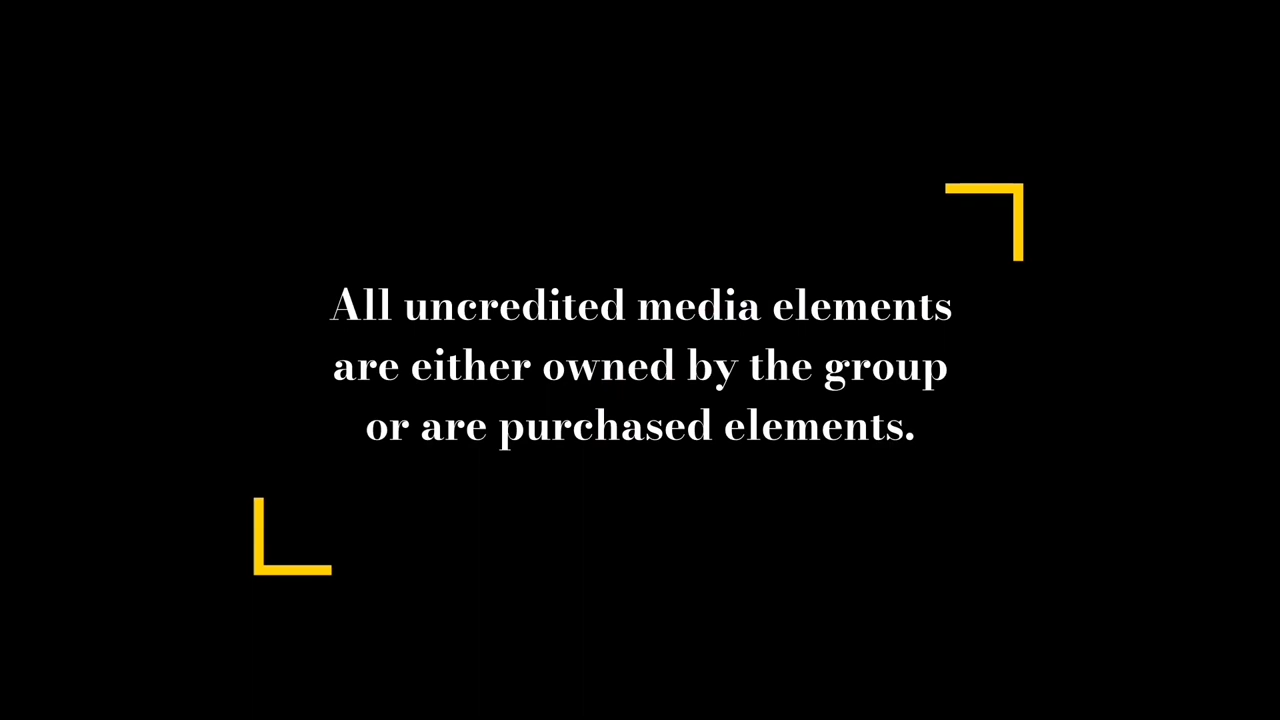 All uncredited media elements
are either owned by the group
or are purchased elements.